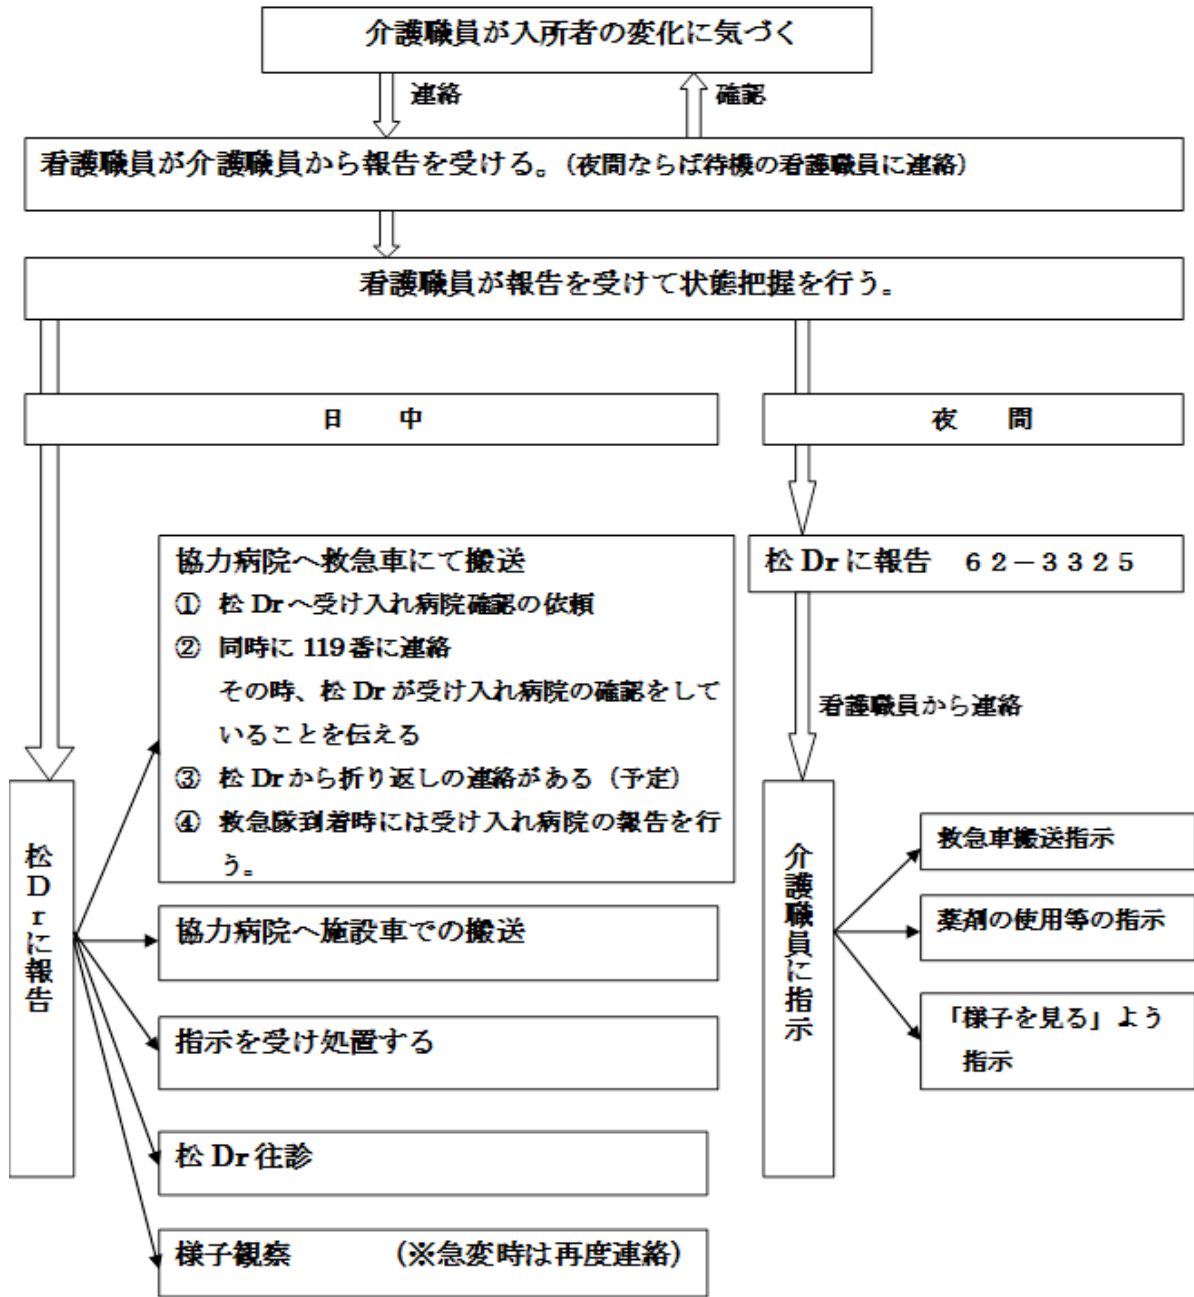 介護職員が入所者の変化に気づく
連絡
確認
看護職員が介護職員から報告を受ける。(夜間ならば待機の看護職員に連絡)
看護職員が報告を受けて状態把握を行う。
日　中
夜　間
協力病院へ救急車にて搬送
① 松 Dr へ受け入れ病院確認の依頼
② 同時に 119番に連絡
その時、松 Dr が受け入れ病院の確認をして
いることを伝える
③ 松 Dr から折り返しの連絡がある（予定）
④ 救急隊到着時には受け入れ病院の報告を行
う。
松Drに報告
協力病院へ施設車での搬送
指示を受け処置する
松 Dr 往診
様子観察　(※急変時は再度連絡)
松 Dr に報告　６２－３３２５
看護職員から連絡
介護職員に指示
救急車搬送指示
薬剤の使用等の指示
「様子を見る」よう
指示